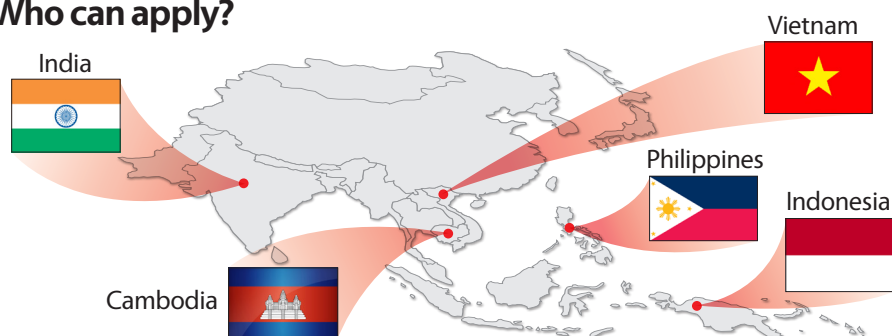 Who can apply?
Vietnam
India
Philippines
Indonesia
Cambodia